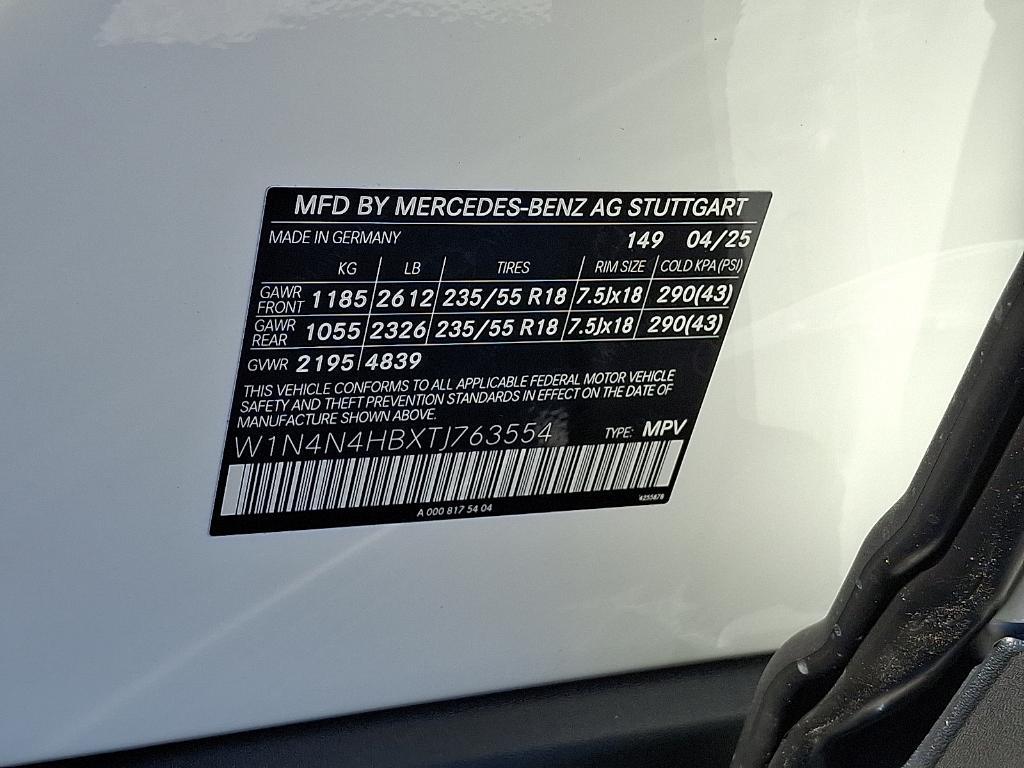 MFD BY MERCEDES-BENZ AG STUTTGART
MADE IN GERMANY 149 04/25
KG LB TIRES RIM SIZE COLD KPA(PSI)
GAWR FRONT 1185 2612 235/55 R18 7.5Jx18 290(43)
GAWR REAR 1055 2326 235/55 R18 7.5Jx18 290(43)
GVWR 2195 4839
THIS VEHICLE CONFORMS TO ALL APPLICABLE FEDERAL MOTOR VEHICLE
SAFETY AND THEFT PREVENTION STANDARDS IN EFFECT ON THE DATE OF
MANUFACTURE SHOWN ABOVE.
W1N4N4HBXTJ763554 TYPE: MPV
A 000 817 54 04